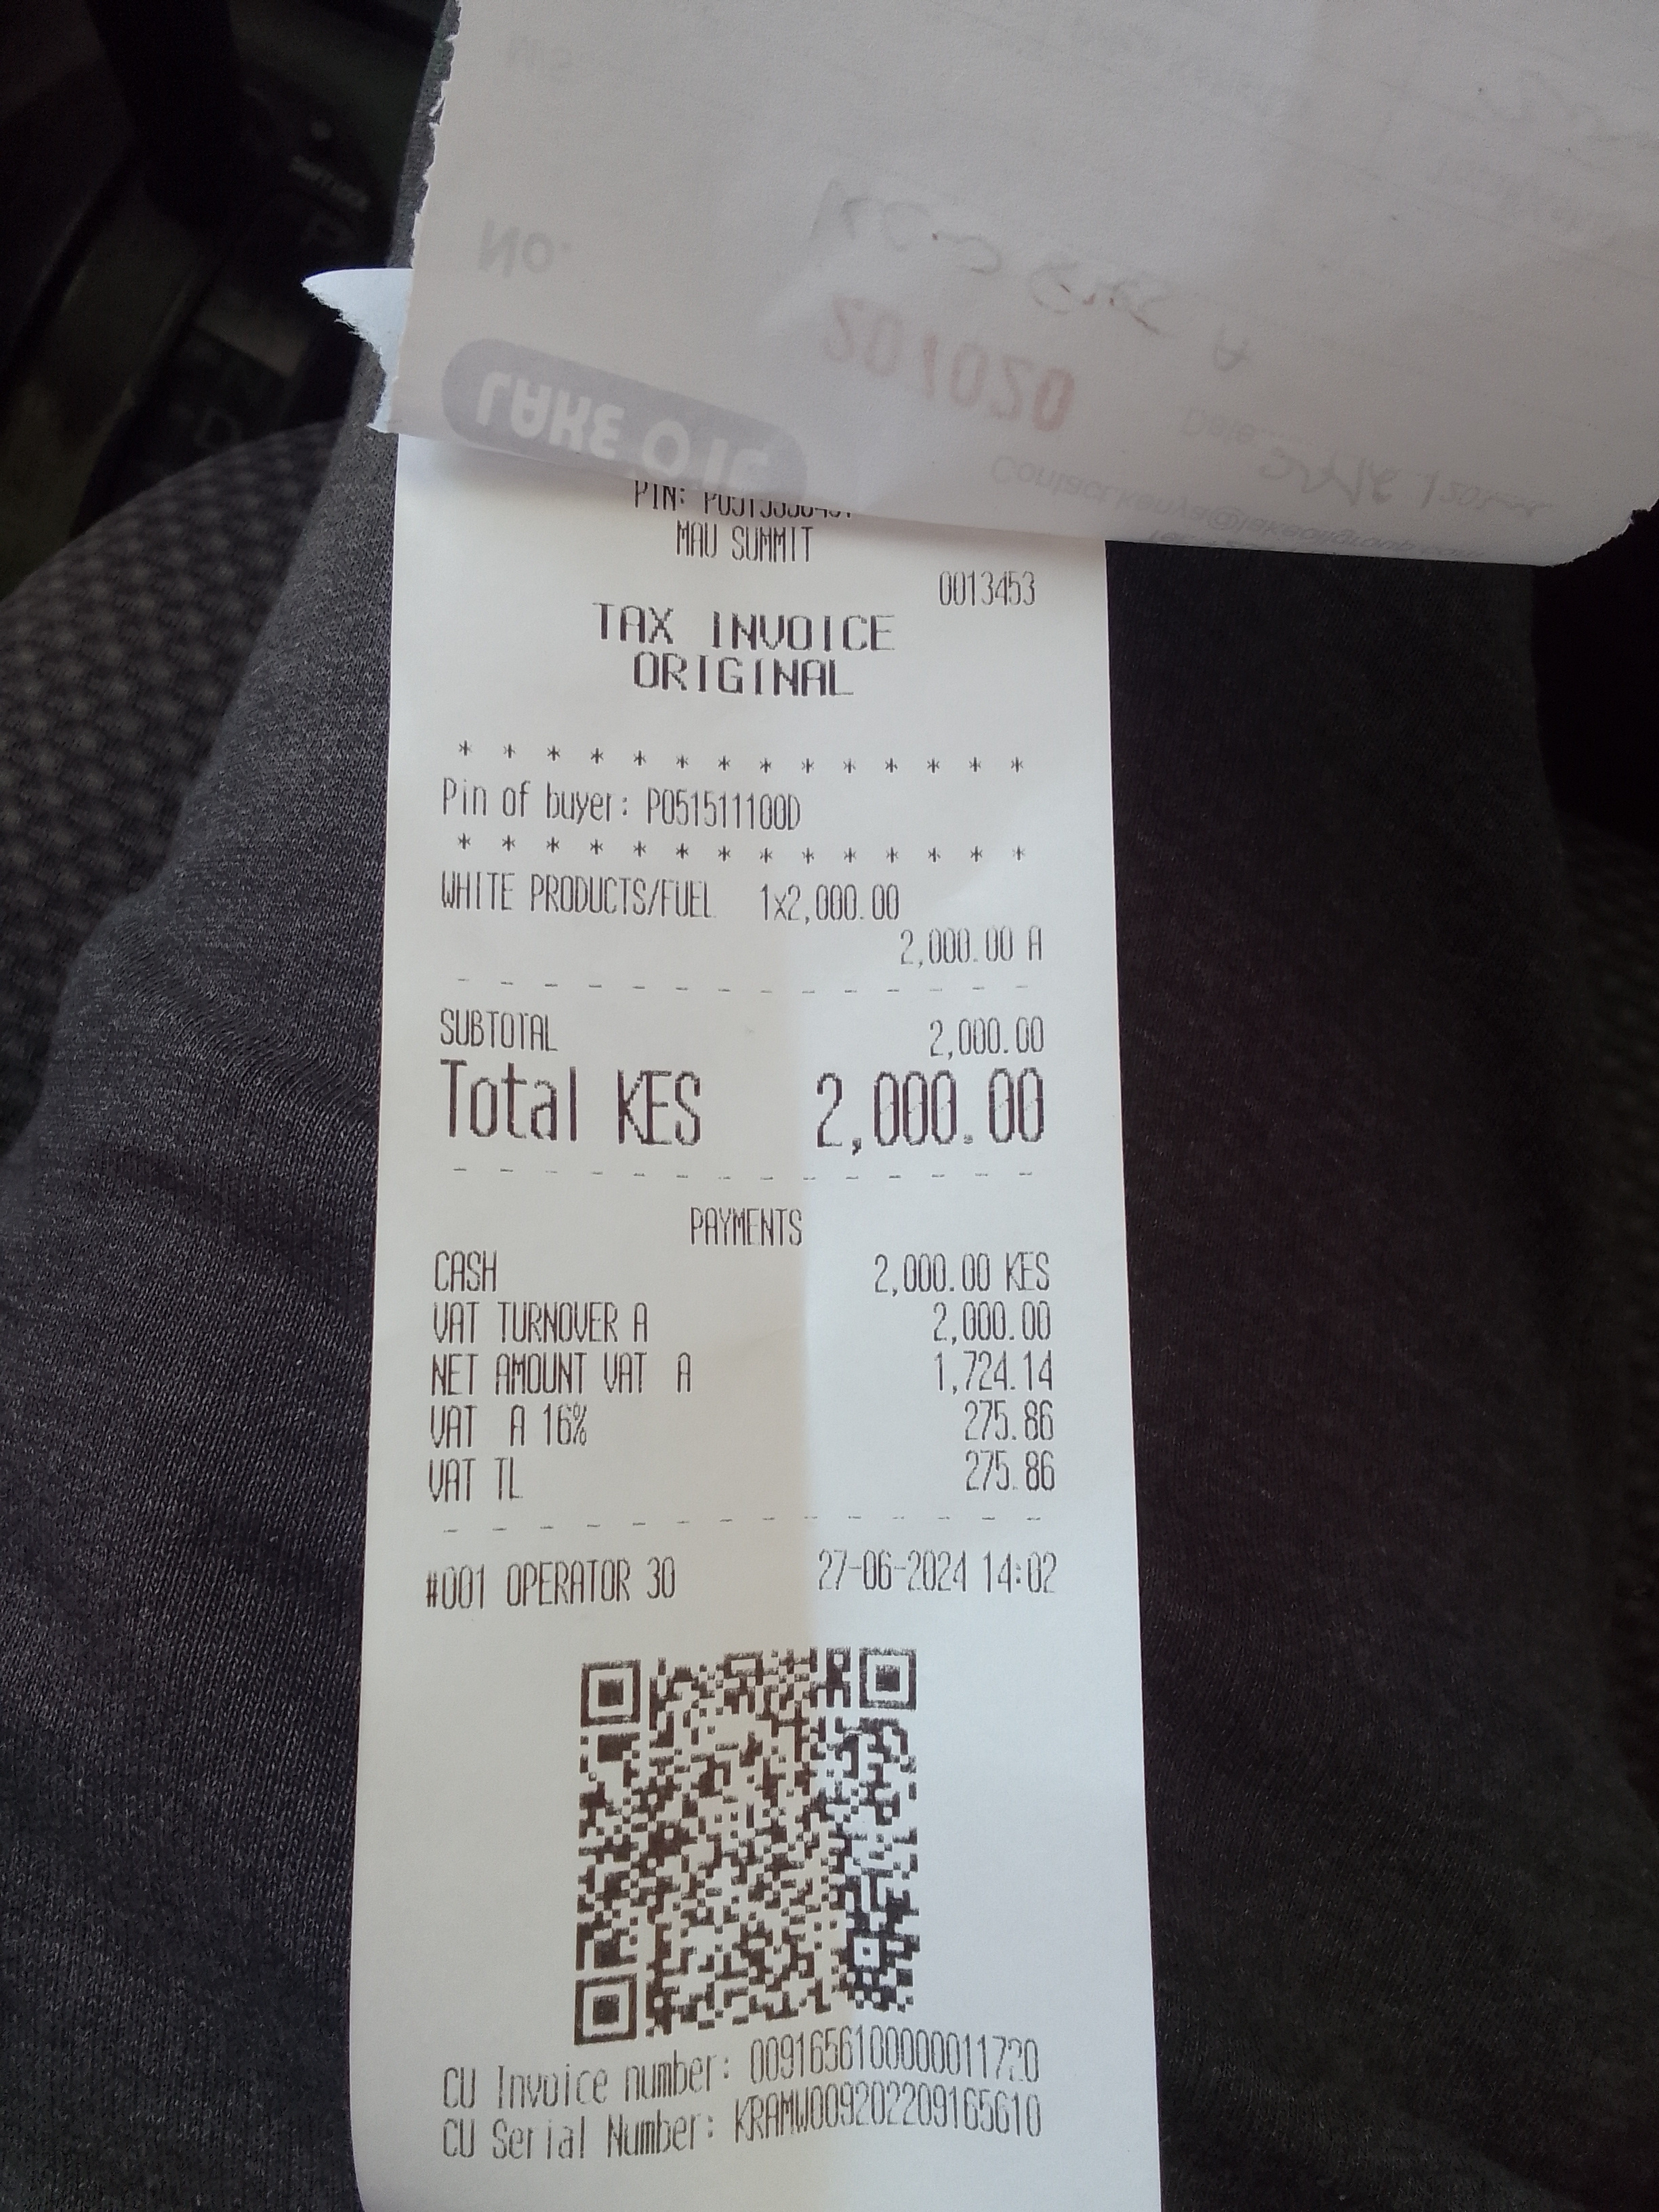 No.
LAKE OIL
201020
MAU SUMMIT
0013453
TAX INVOICE
ORIGINAL
* * * * * * * * * * * * * *
Pin of buyer: P051511100D
* * * * * * * * * * * * * *
WHITE PRODUCTS/FUEL 1x2,000.00
2,000.00 A
SUBTOTAL 2,000.00
Total KES 2,000.00
PAYMENTS
CASH 2,000.00 KES
VAT TURNOVER A 2,000.00
NET AMOUNT VAT A 1,724.14
VAT A 16% 275.86
VAT TL 275.86
#001 OPERATOR 30 27-06-2024 14:02
CU Invoice number: 0091656100000011720
CU Serial Number: KRAMW009202209165610